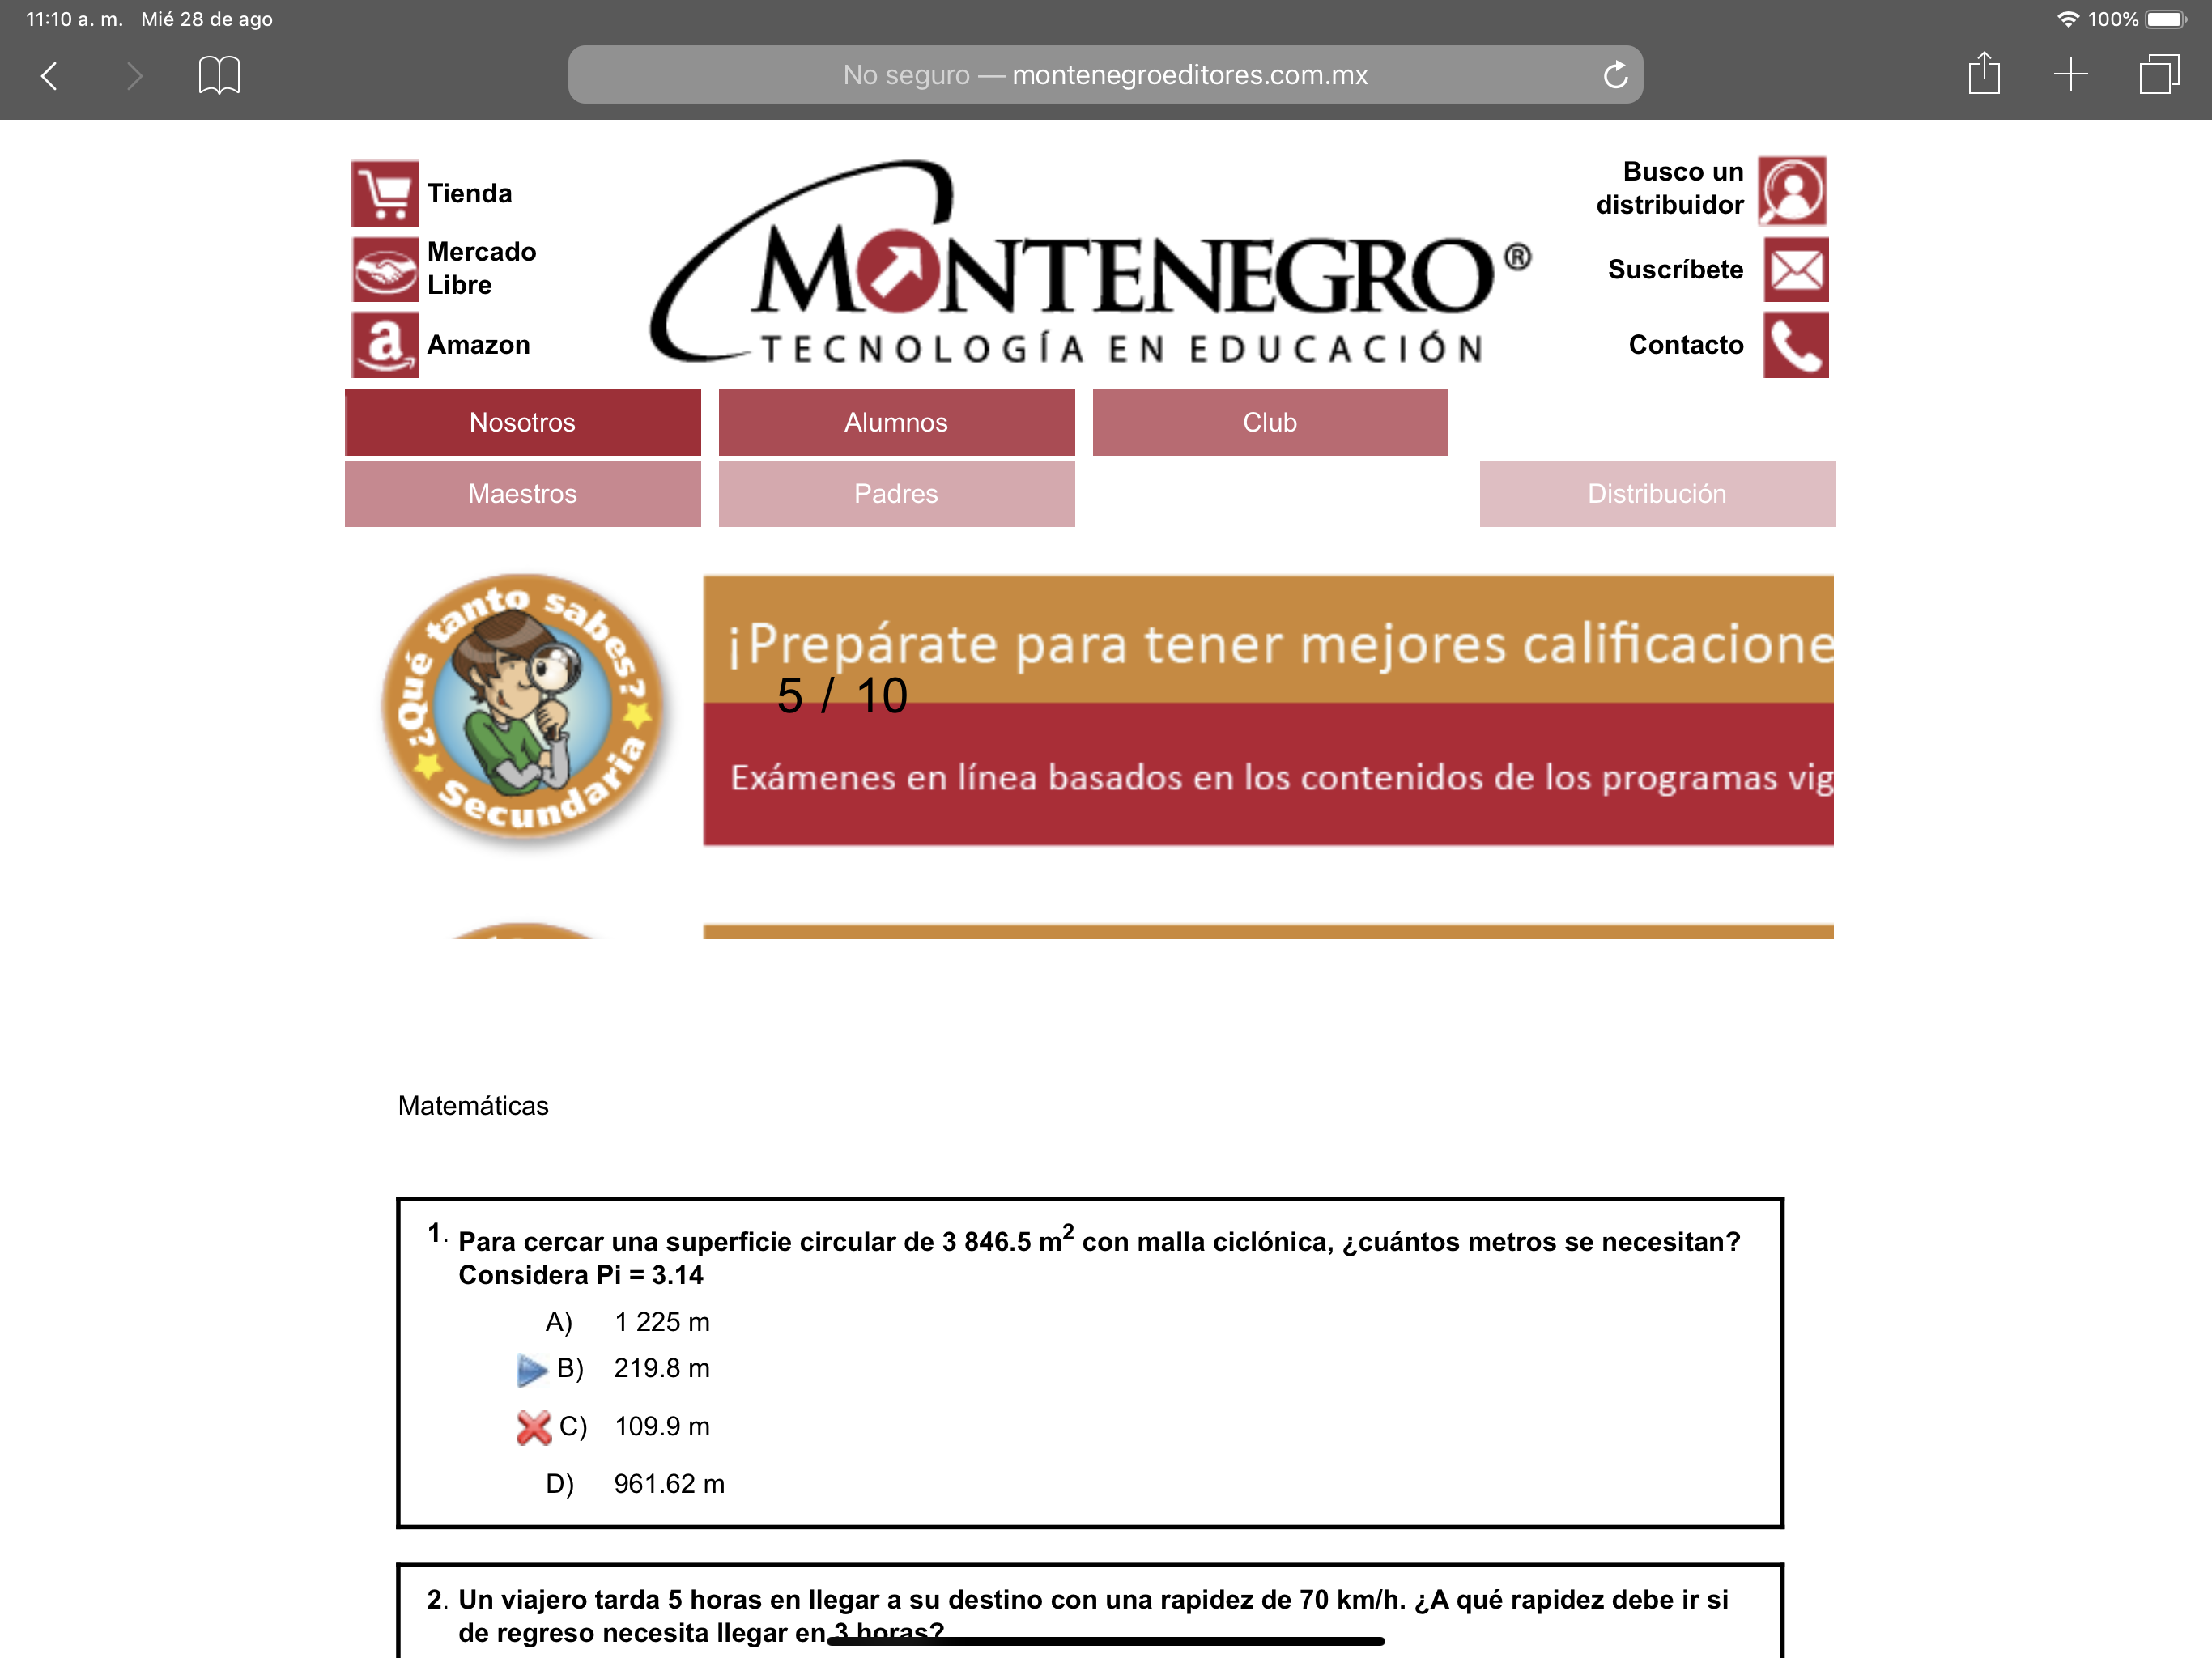 11:10 a. m. Mié 28 de ago
100%
No seguro — montenegroeditores.com.mx
Tienda
Mercado
Libre
Amazon
MONTENEGRO®
TECNOLOGÍA EN EDUCACIÓN
Busco un
distribuidor
Suscríbete
Contacto
Nosotros
Alumnos
Club
Maestros
Padres
Distribución
¿Qué tanto sabes?
Secundaria
¡Prepárate para tener mejores calificacione
5 / 10
Exámenes en línea basados en los contenidos de los programas vig
Matemáticas
1. Para cercar una superficie circular de 3 846.5 m² con malla ciclónica, ¿cuántos metros se necesitan?
Considera Pi = 3.14
A) 1 225 m
B) 219.8 m
C) 109.9 m
D) 961.62 m
2. Un viajero tarda 5 horas en llegar a su destino con una rapidez de 70 km/h. ¿A qué rapidez debe ir si
de regreso necesita llegar en 3 horas?